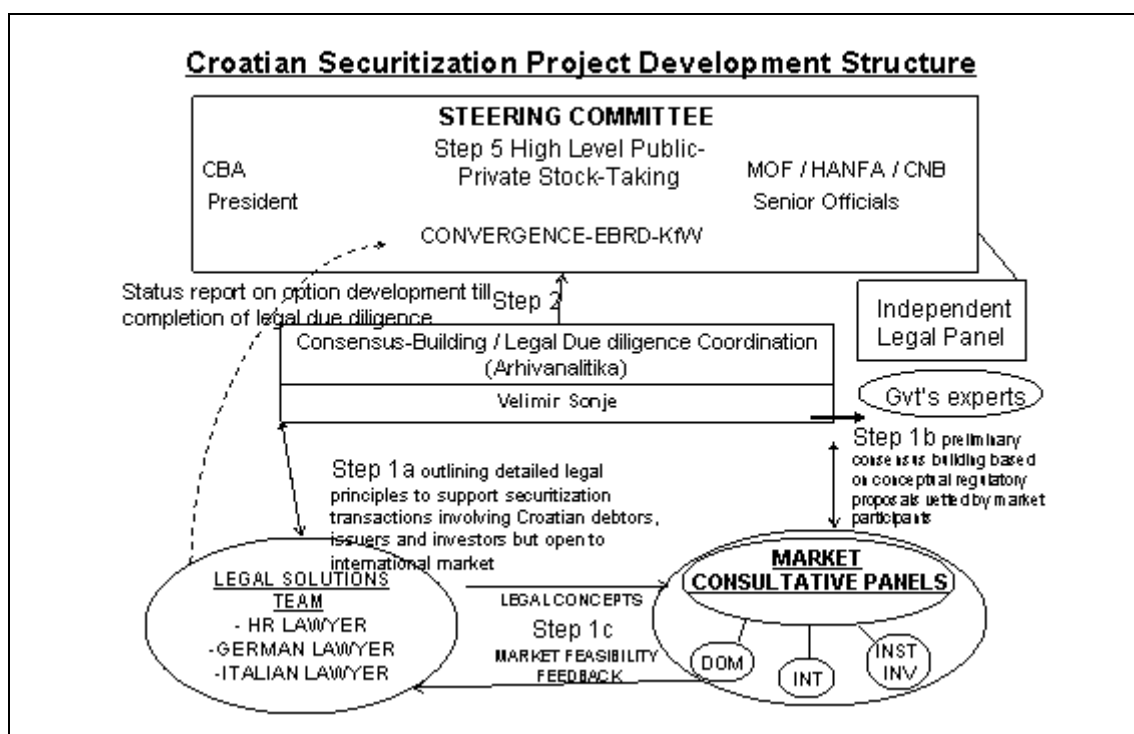 Croatian Securitization Project Development Structure
STEERING COMMITTEE
Step 5 High Level Public-
Private Stock-Taking
CBA
President
MOF / HANFA / CNB
Senior Officials
CONVERGENCE-EBRD-KfW
Status report on option development till
completion of legal due diligence
Step 2
Independent
Legal Panel
Consensus-Building / Legal Due diligence Coordination
(Arhivanalitika)
Velimir Sonje
Gvt's experts
Step 1a outlining detailed legal
principles to support securitization
transactions involving Croatian debtors,
issuers and investors but open to
international market
Step 1b preliminary
consensus building based
on conceptual regulatory
proposals vetted by market
participants
LEGAL SOLUTIONS
TEAM
- HR LAWYER
-GERMAN LAWYER
-ITALIAN LAWYER
LEGAL CONCEPTS
Step 1c
MARKET FEASIBILITY
FEEDBACK
MARKET
CONSULTATIVE PANELS
DOM
INT
INST
INV